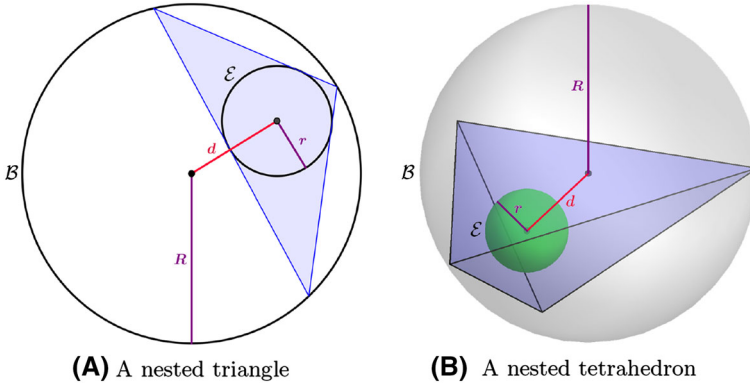 ℰ
d
r
ℬ
R
(A) A nested triangle
R
ℬ
r
d
ℰ
(B) A nested tetrahedron